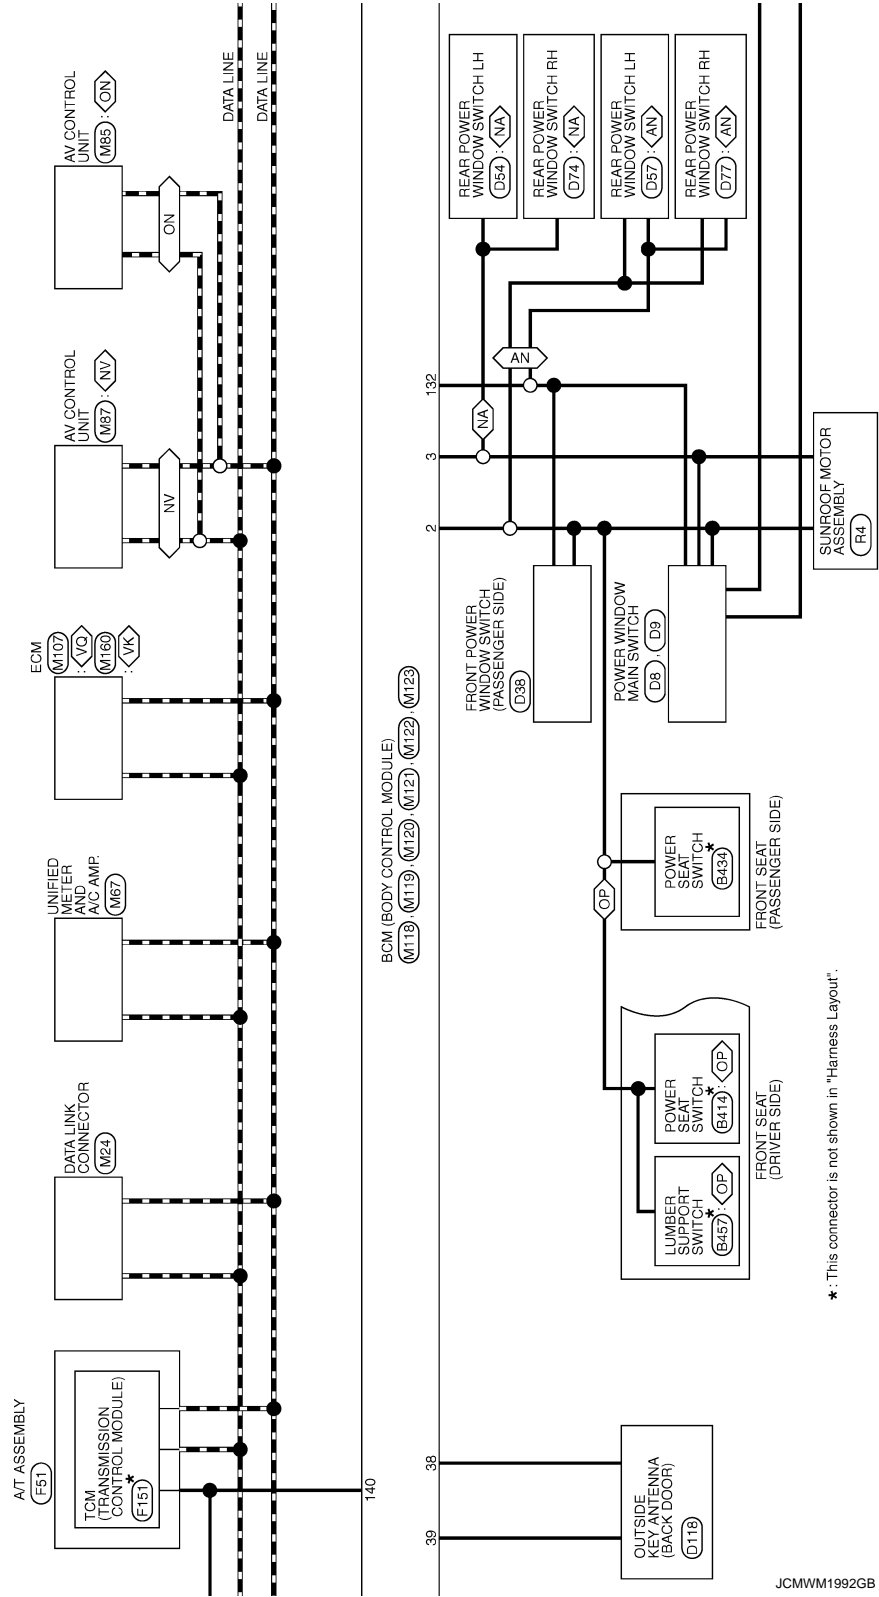 A/T ASSEMBLY
F51
TCM
(TRANSMISSION
CONTROL MODULE)
*
F151
DATA LINK
CONNECTOR
M24
UNIFIED
METER
AND
A/C AMP.
M67
ECM
M107
: VQ
M160
: VK
AV CONTROL
UNIT
M87 : NV
NV
AV CONTROL
UNIT
M85 : ON
ON
DATA LINE
DATA LINE
140
BCM (BODY CONTROL MODULE)
M118 , M119 , M120 , M121 , M122 , M123
39
38
2
3
132
OUTSIDE
KEY ANTENNA
(BACK DOOR)
D118
LUMBER
SUPPORT
SWITCH
*
B457 : OP
POWER
SEAT
SWITCH
*
B414 : OP
FRONT SEAT
(DRIVER SIDE)
OP
POWER
SEAT
SWITCH
*
B434
FRONT SEAT
(PASSENGER SIDE)
FRONT POWER
WINDOW SWITCH
(PASSENGER SIDE)
D38
POWER WINDOW
MAIN SWITCH
D8 , D9
NA
AN
SUNROOF MOTOR
ASSEMBLY
R4
REAR POWER
WINDOW SWITCH LH
D54 : NA
REAR POWER
WINDOW SWITCH RH
D74 : NA
REAR POWER
WINDOW SWITCH LH
D57 : AN
REAR POWER
WINDOW SWITCH RH
D77 : AN
* : This connector is not shown in "Harness Layout".
JCMWM1992GB